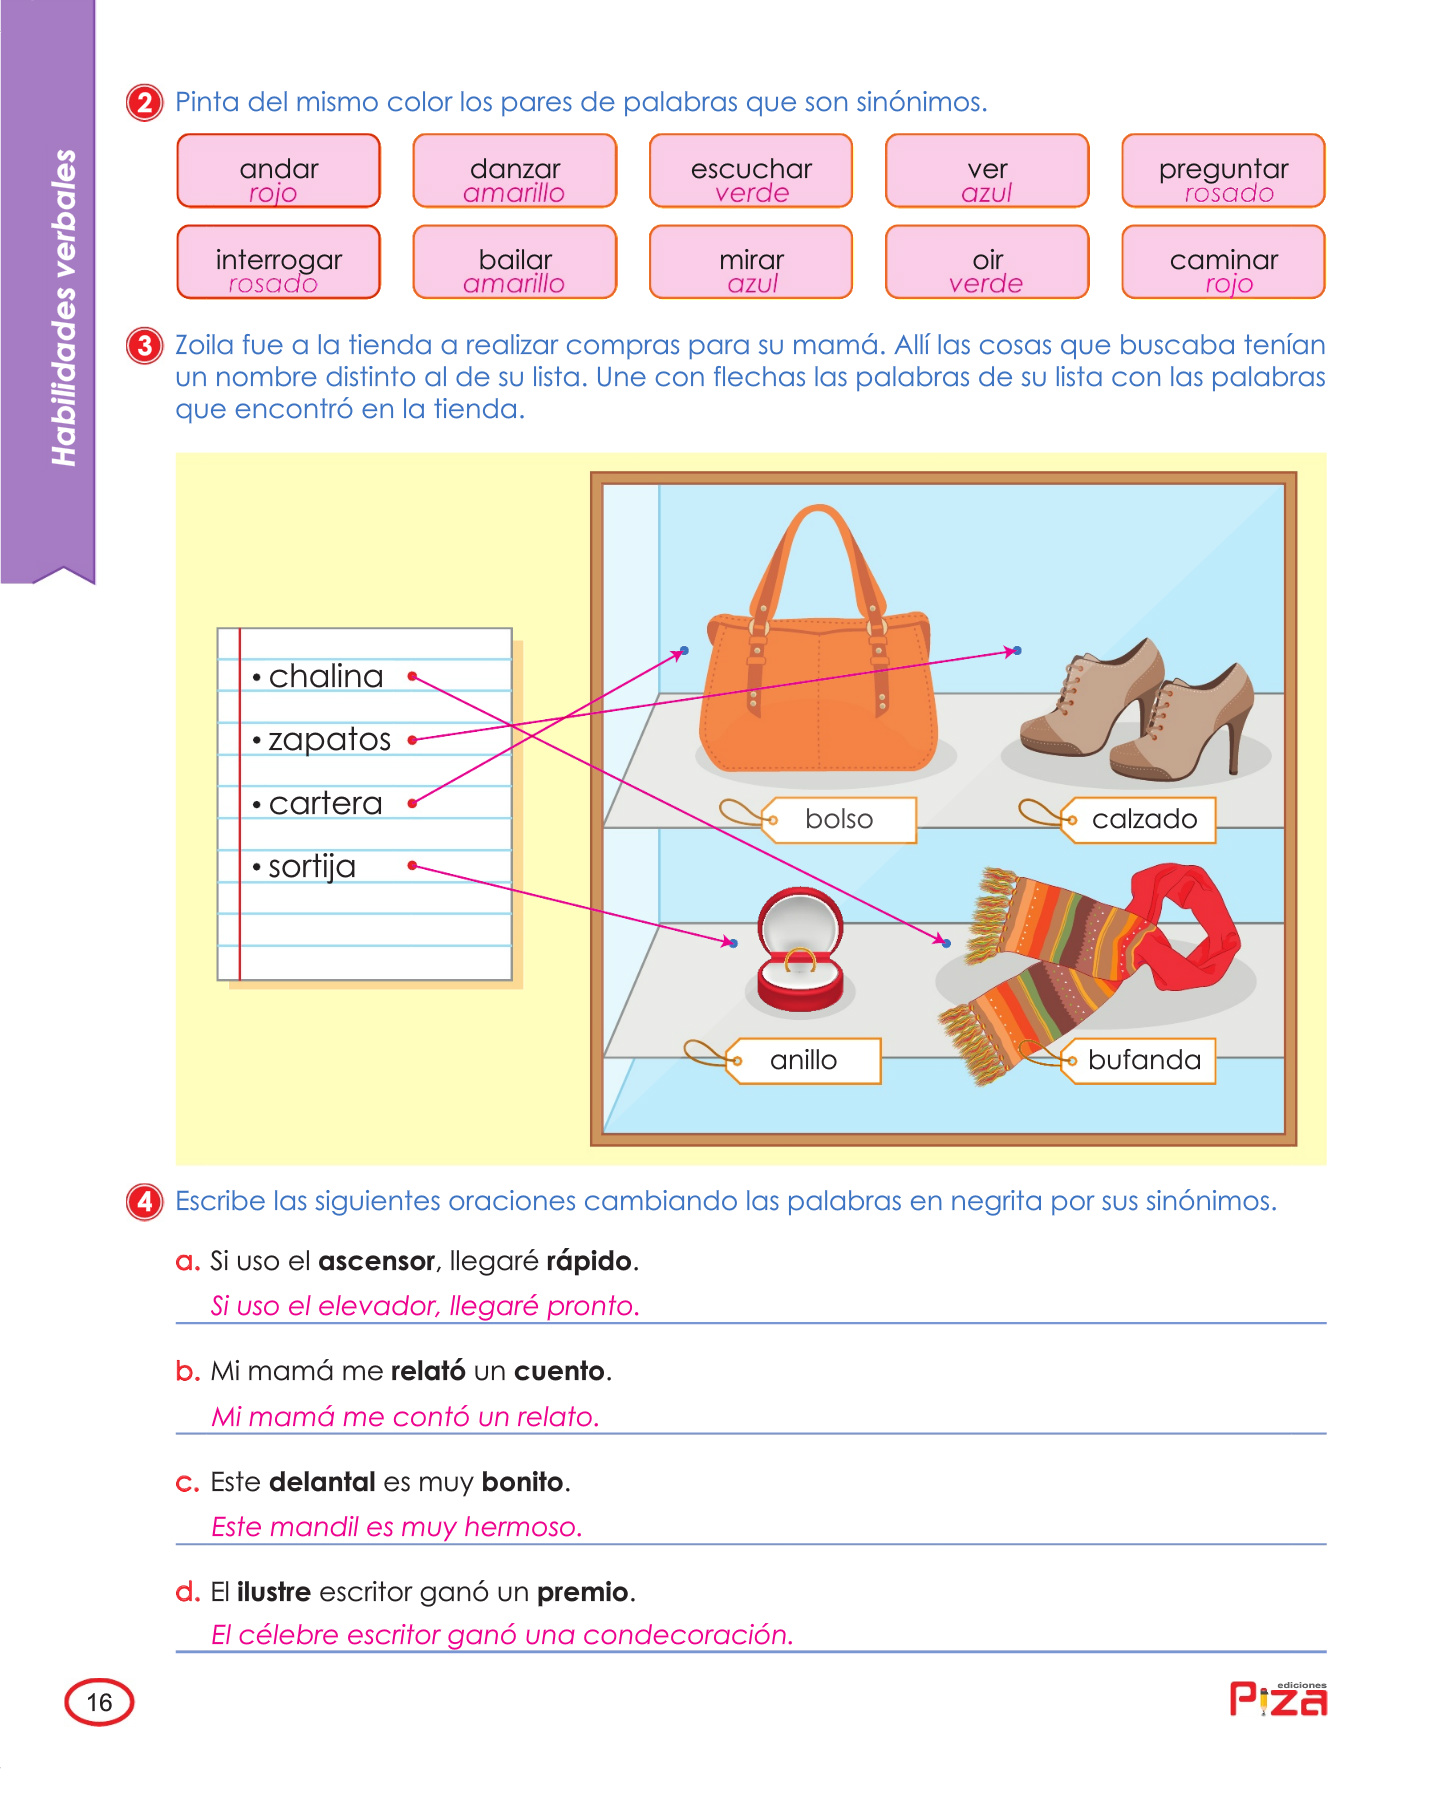 Habilidades verbales
2 Pinta del mismo color los pares de palabras que son sinónimos.
andar danzar escuchar ver preguntar
rojo amarillo verde azul rosado
interrogar bailar mirar oir caminar
rosado amarillo azul verde rojo
3 Zoila fue a la tienda a realizar compras para su mamá. Allí las cosas que buscaba tenían
un nombre distinto al de su lista. Une con flechas las palabras de su lista con las palabras
que encontró en la tienda.
• chalina
• zapatos
• cartera
• sortija
bolso calzado
anillo bufanda
4 Escribe las siguientes oraciones cambiando las palabras en negrita por sus sinónimos.
a. Si uso el ascensor, llegaré rápido.
Si uso el elevador, llegaré pronto.
b. Mi mamá me relató un cuento.
Mi mamá me contó un relato.
c. Este delantal es muy bonito.
Este mandil es muy hermoso.
d. El ilustre escritor ganó un premio.
El célebre escritor ganó una condecoración.
16
ediciones
Piza